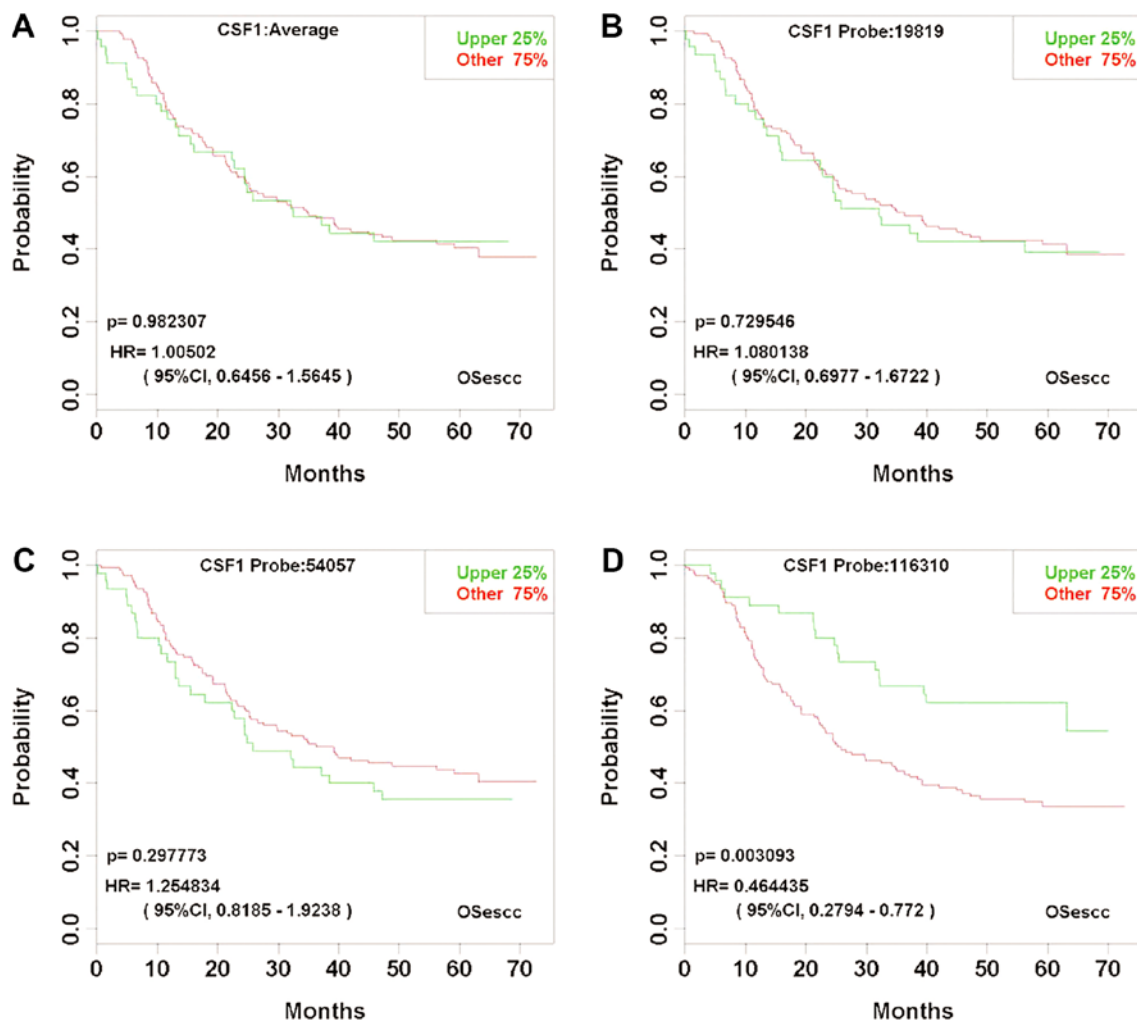 A
CSF1:Average
Upper 25%
Other 75%
Probability
1.0
0.8
0.6
0.4
0.2
0.0
p= 0.982307
HR= 1.00502
( 95%CI, 0.6456 - 1.5645 )
OSescc
0 10 20 30 40 50 60 70
Months
B
CSF1 Probe:19819
Upper 25%
Other 75%
Probability
1.0
0.8
0.6
0.4
0.2
0.0
p= 0.729546
HR= 1.080138
( 95%CI, 0.6977 - 1.6722 )
OSescc
0 10 20 30 40 50 60 70
Months
C
CSF1 Probe:54057
Upper 25%
Other 75%
Probability
1.0
0.8
0.6
0.4
0.2
0.0
p= 0.297773
HR= 1.254834
( 95%CI, 0.8185 - 1.9238 )
OSescc
0 10 20 30 40 50 60 70
Months
D
CSF1 Probe:116310
Upper 25%
Other 75%
Probability
1.0
0.8
0.6
0.4
0.2
0.0
p= 0.003093
HR= 0.464435
( 95%CI, 0.2794 - 0.772 )
OSescc
0 10 20 30 40 50 60 70
Months